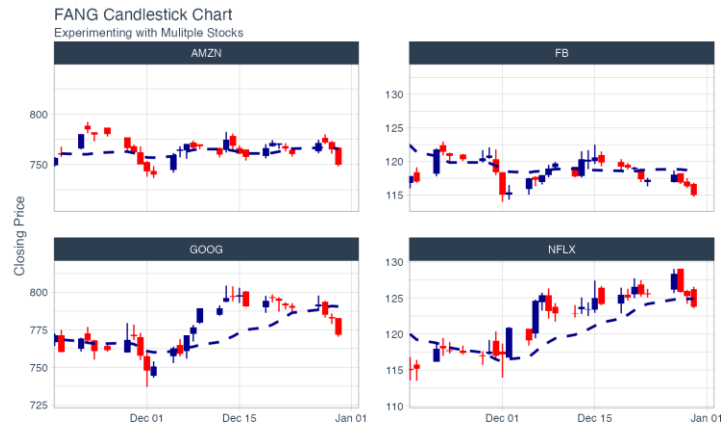 FANG Candlestick Chart
Experimenting with Mulitple Stocks
AMZN
FB
800
750
130
125
120
115
Closing Price
GOOG
NFLX
800
775
750
725
130
125
120
115
110
Dec 01
Dec 15
Jan 01
Dec 01
Dec 15
Jan 01